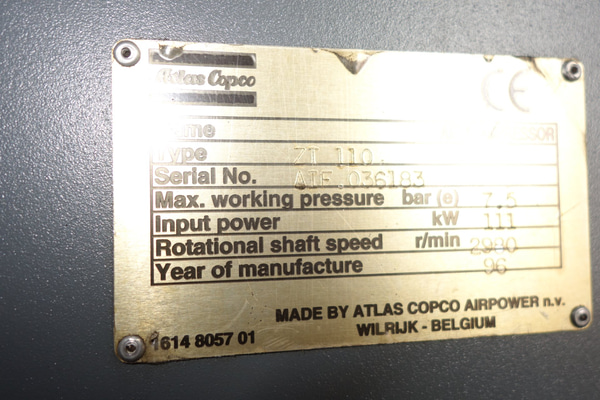 Atlas Copco
CE
Name
Type ZT 110
Serial No. AIF.036183
Max. working pressure bar (e) 7.5
Input power kW 111
Rotational shaft speed r/min 2980
Year of manufacture 96
MADE BY ATLAS COPCO AIRPOWER n.v.
WILRIJK - BELGIUM
1614 8057 01